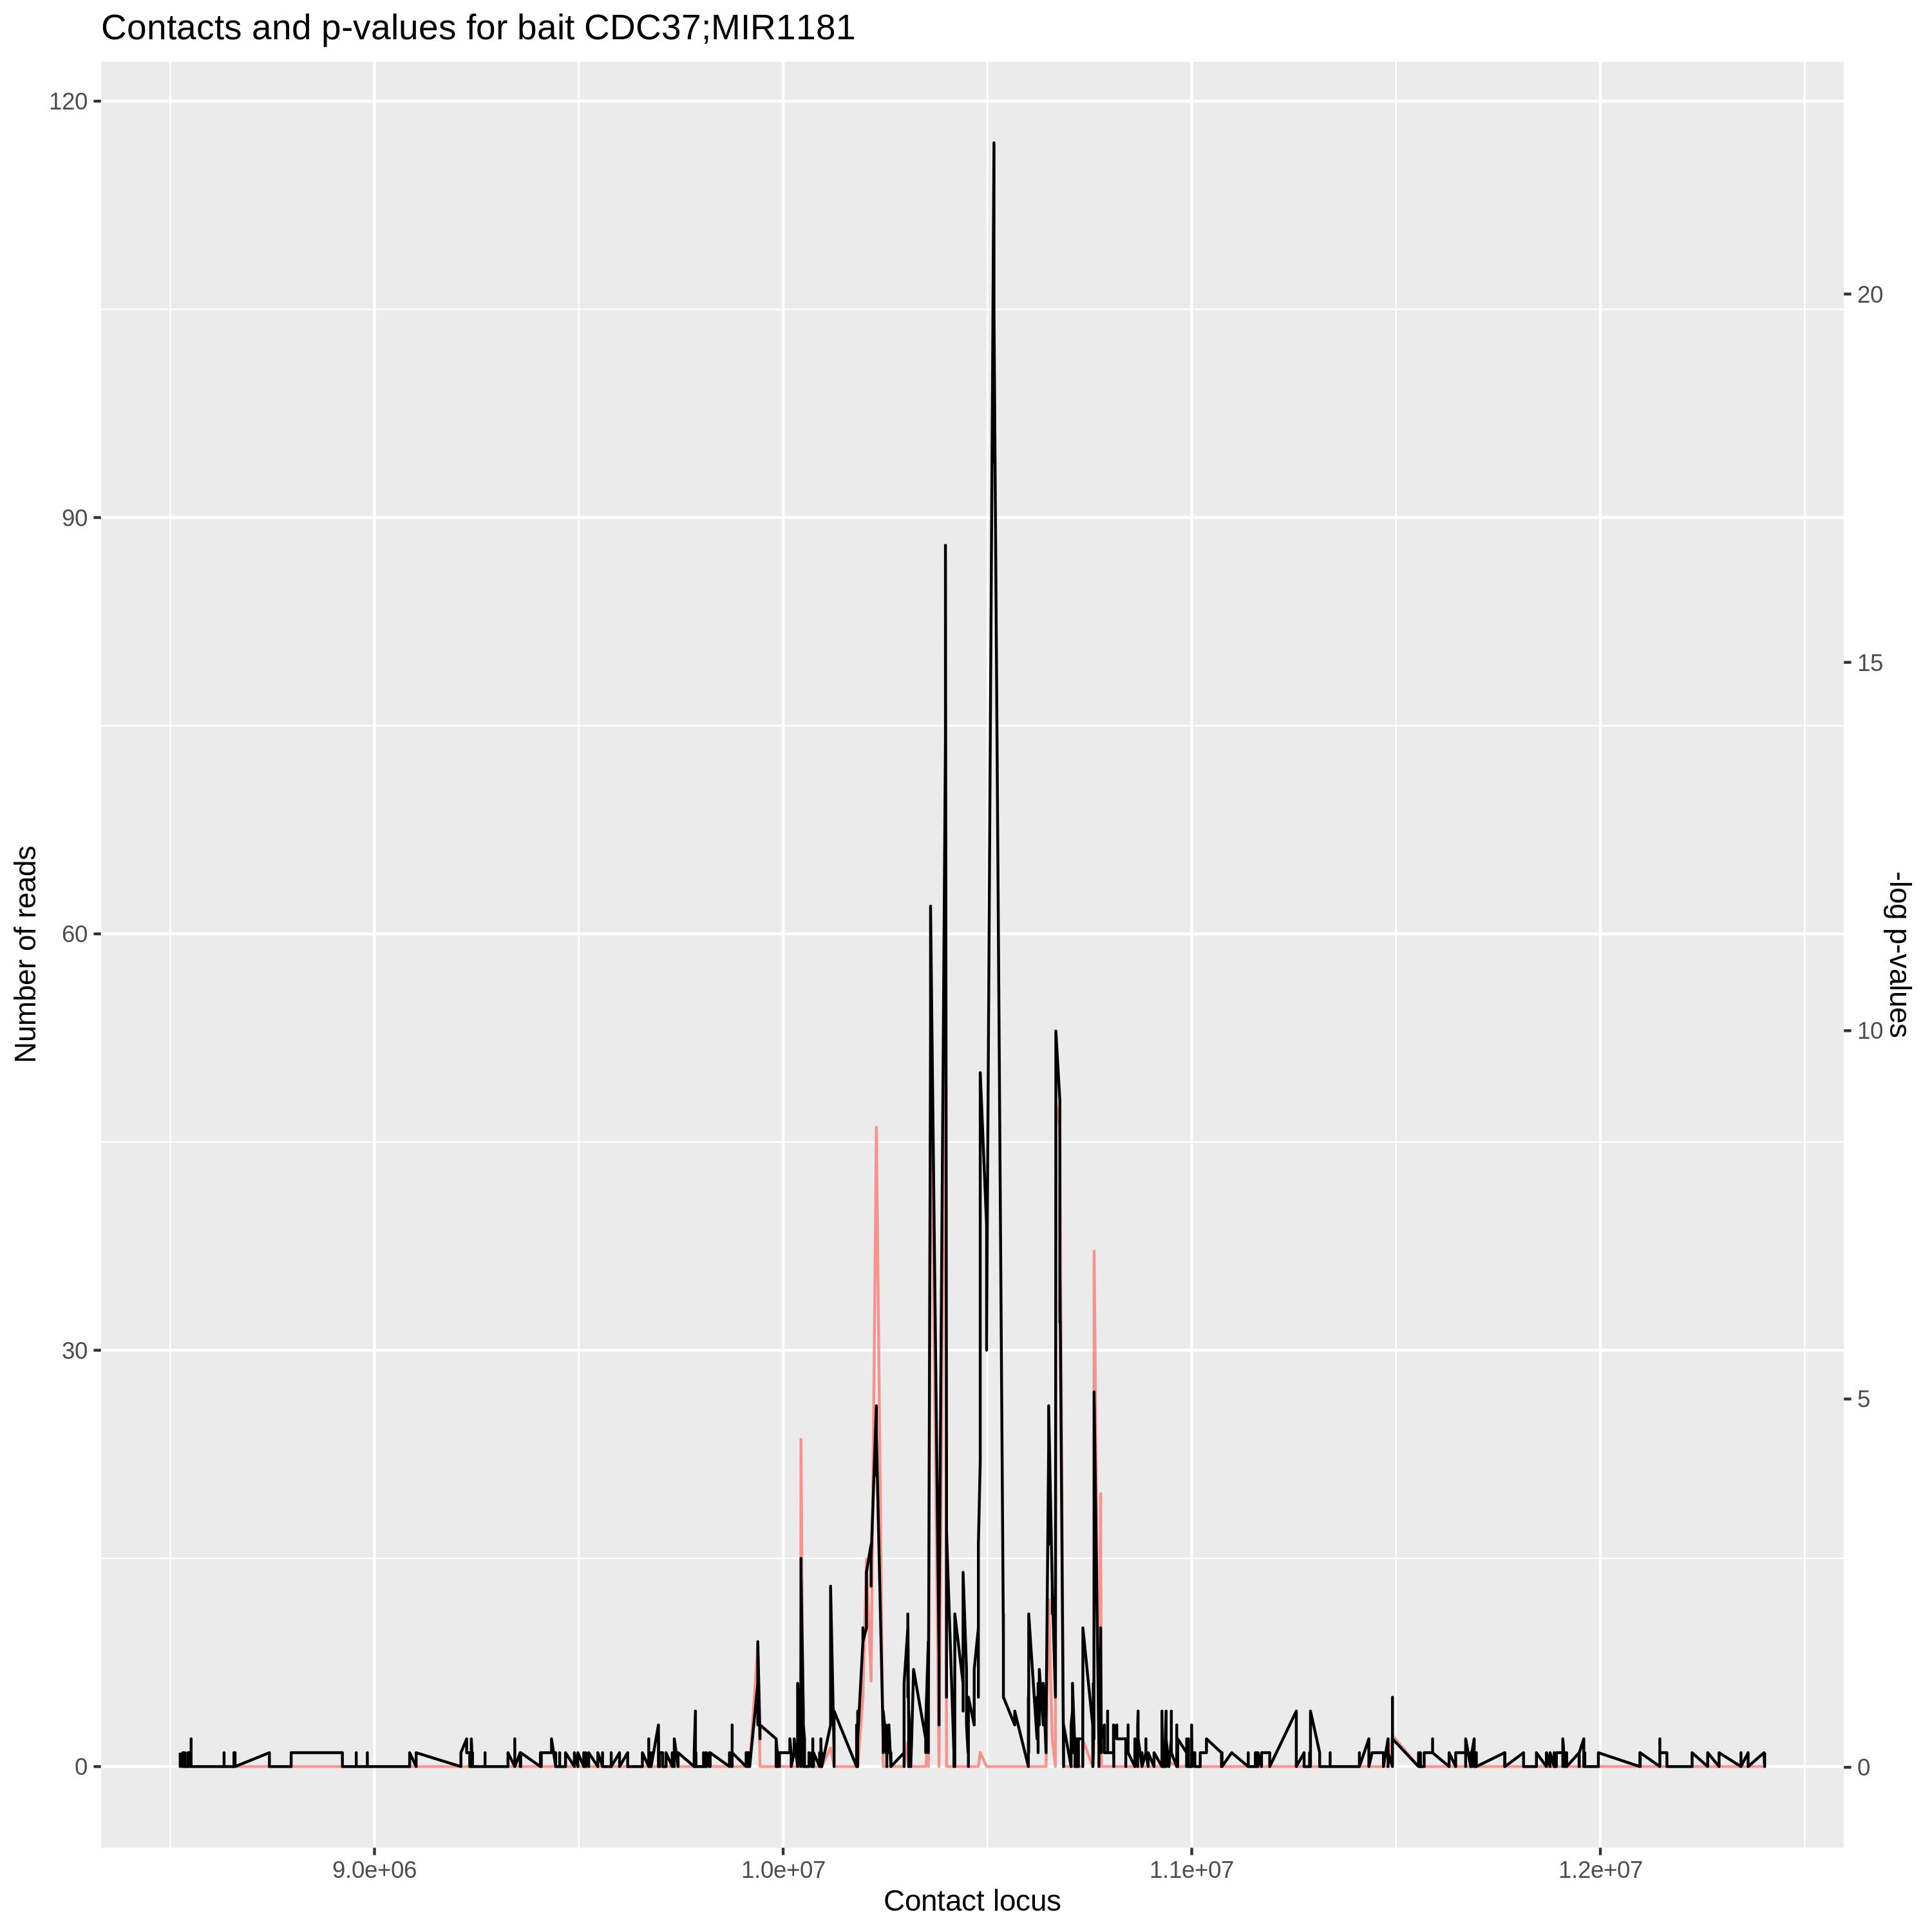 Contacts and p-values for bait CDC37;MIR1181
120
90
60
30
0
Number of reads
20
15
10
5
0
-log p-values
9.0e+06
1.0e+07
1.1e+07
1.2e+07
Contact locus